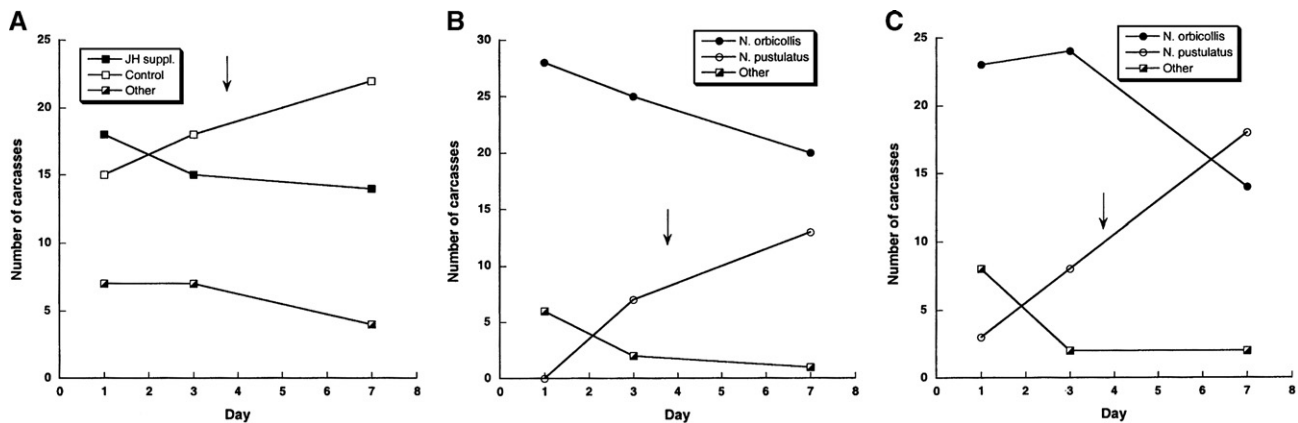 A
Number of carcasses
25
20
15
10
5
0
JH suppl.
Control
Other
0 1 2 3 4 5 6 7 8
Day
B
Number of carcasses
30
25
20
15
10
5
0
N. orbicollis
N. pustulatus
Other
0 1 2 3 4 5 6 7 8
Day
C
Number of carcasses
25
20
15
10
5
0
N. orbicollis
N. pustulatus
Other
0 1 2 3 4 5 6 7 8
Day